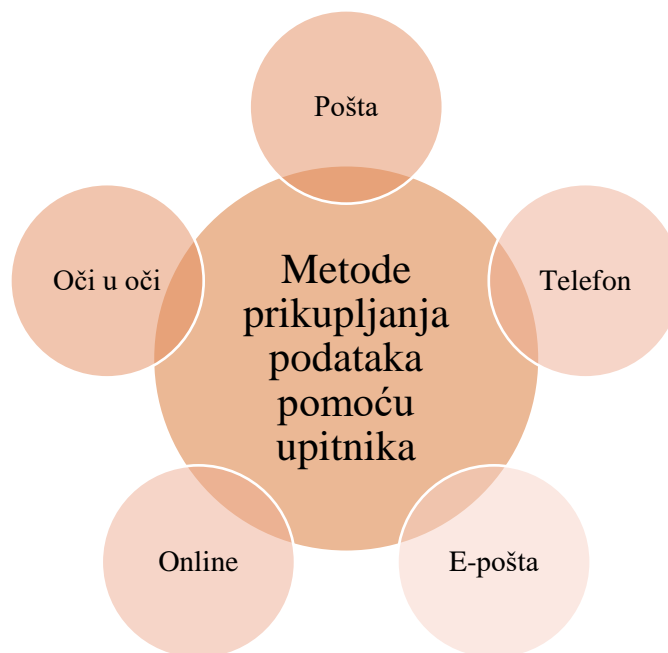 Pošta
Oči u oči
Metode
prikupljanja
podataka
pomoću
upitnika
Telefon
Online
E-pošta